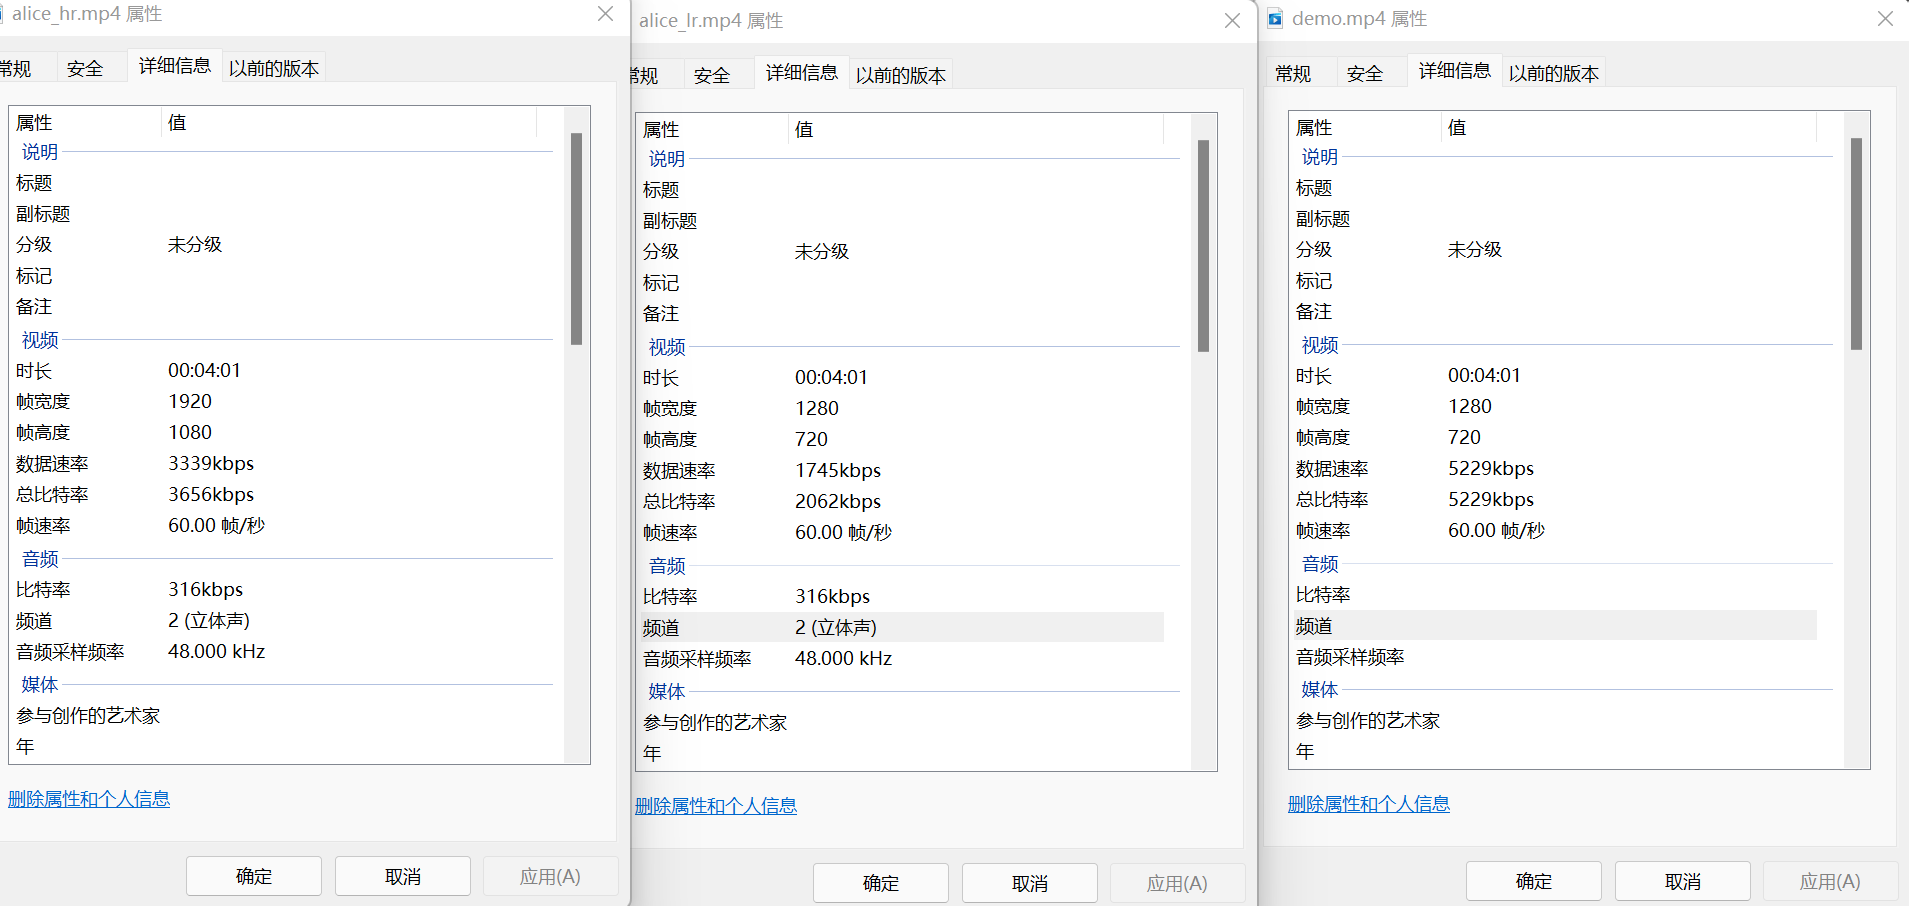 alice_hr.mp4 属性
常规 安全 详细信息 以前的版本
属性 值
说明
标题
副标题
分级 未分级
标记
备注
视频
时长 00:04:01
帧宽度 1920
帧高度 1080
数据速率 3339kbps
总比特率 3656kbps
帧速率 60.00 帧/秒
音频
比特率 316kbps
频道 2 (立体声)
音频采样频率 48.000 kHz
媒体
参与创作的艺术家
年
删除属性和个人信息
确定 取消 应用(A)
alice_lr.mp4 属性
常规 安全 详细信息 以前的版本
属性 值
说明
标题
副标题
分级 未分级
标记
备注
视频
时长 00:04:01
帧宽度 1280
帧高度 720
数据速率 1745kbps
总比特率 2062kbps
帧速率 60.00 帧/秒
音频
比特率 316kbps
频道 2 (立体声)
音频采样频率 48.000 kHz
媒体
参与创作的艺术家
年
删除属性和个人信息
确定 取消 应用(A)
demo.mp4 属性
常规 安全 详细信息 以前的版本
属性 值
说明
标题
副标题
分级 未分级
标记
备注
视频
时长 00:04:01
帧宽度 1280
帧高度 720
数据速率 5229kbps
总比特率 5229kbps
帧速率 60.00 帧/秒
音频
比特率
频道
音频采样频率
媒体
参与创作的艺术家
年
删除属性和个人信息
确定 取消 应用(A)